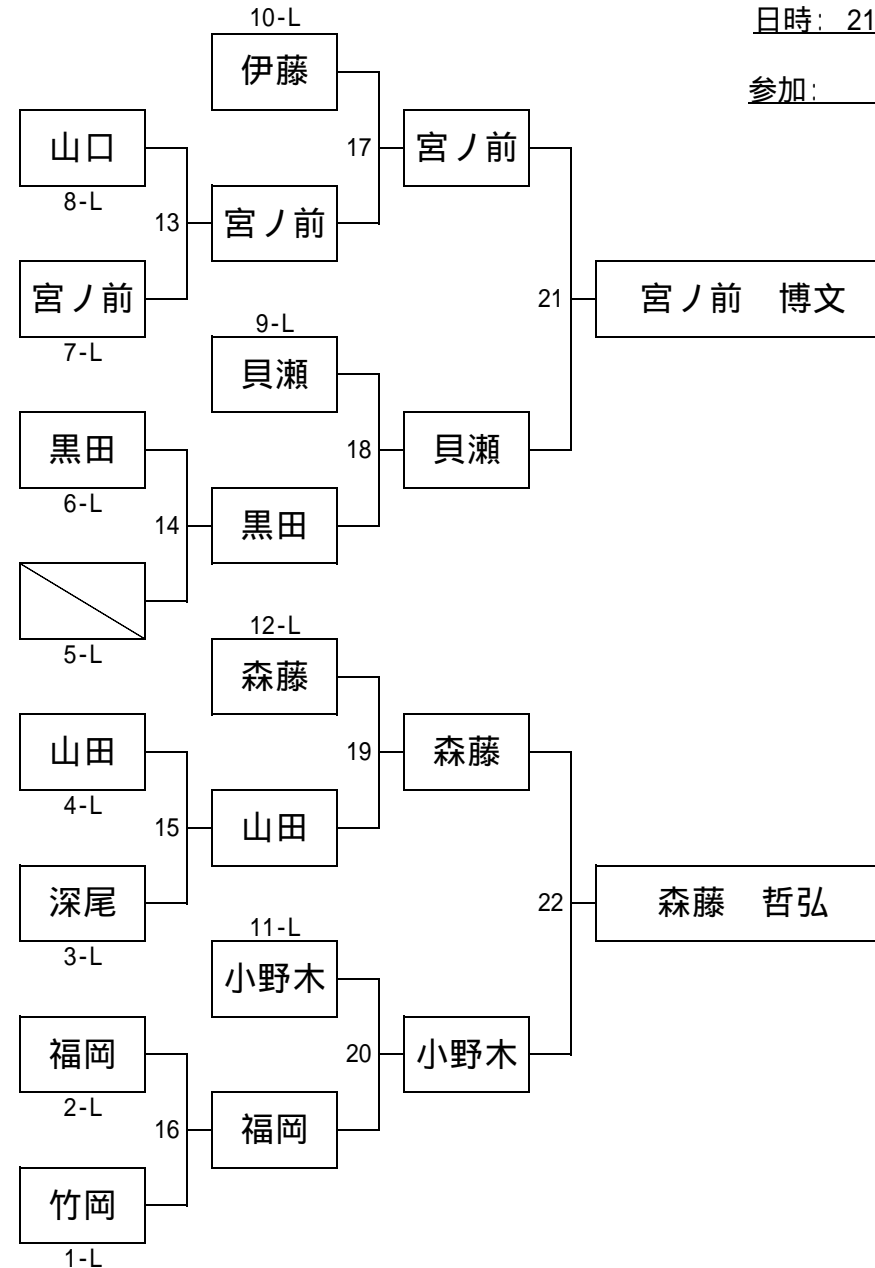 10-L
日時: 21
伊藤
参加:
山口
17
宮ノ前
8-L
13
宮ノ前
宮ノ前
21
宮ノ前　博文
7-L
9-L
貝瀬
黒田
18
貝瀬
6-L
14
黒田
5-L
12-L
森藤
山田
19
森藤
4-L
15
山田
深尾
22
森藤　哲弘
3-L
11-L
小野木
福岡
20
小野木
2-L
16
福岡
竹岡
1-L